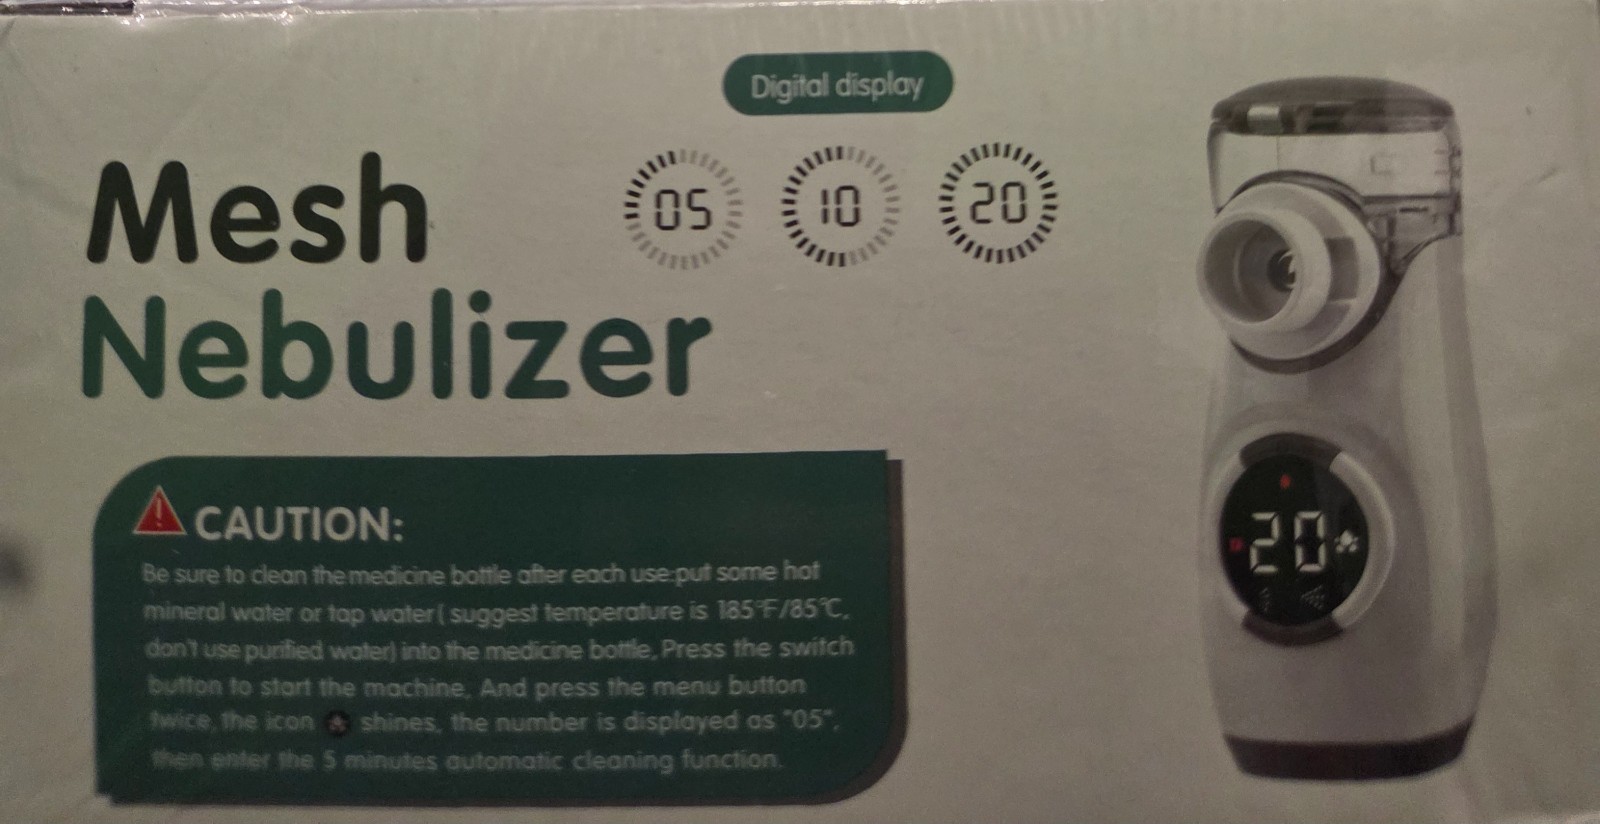 Digital display
05 10 20
Mesh
Nebulizer
CAUTION:
Be sure to clean the medicine bottle after each use:put some hot
mineral water or tap water( suggest temperature is 185℉/85℃,
don't use purified water) into the medicine bottle, Press the switch
button to start the machine, And press the menu button
twice, the icon shines, the number is displayed as "05",
then enter the 5 minutes automatic cleaning function.
20